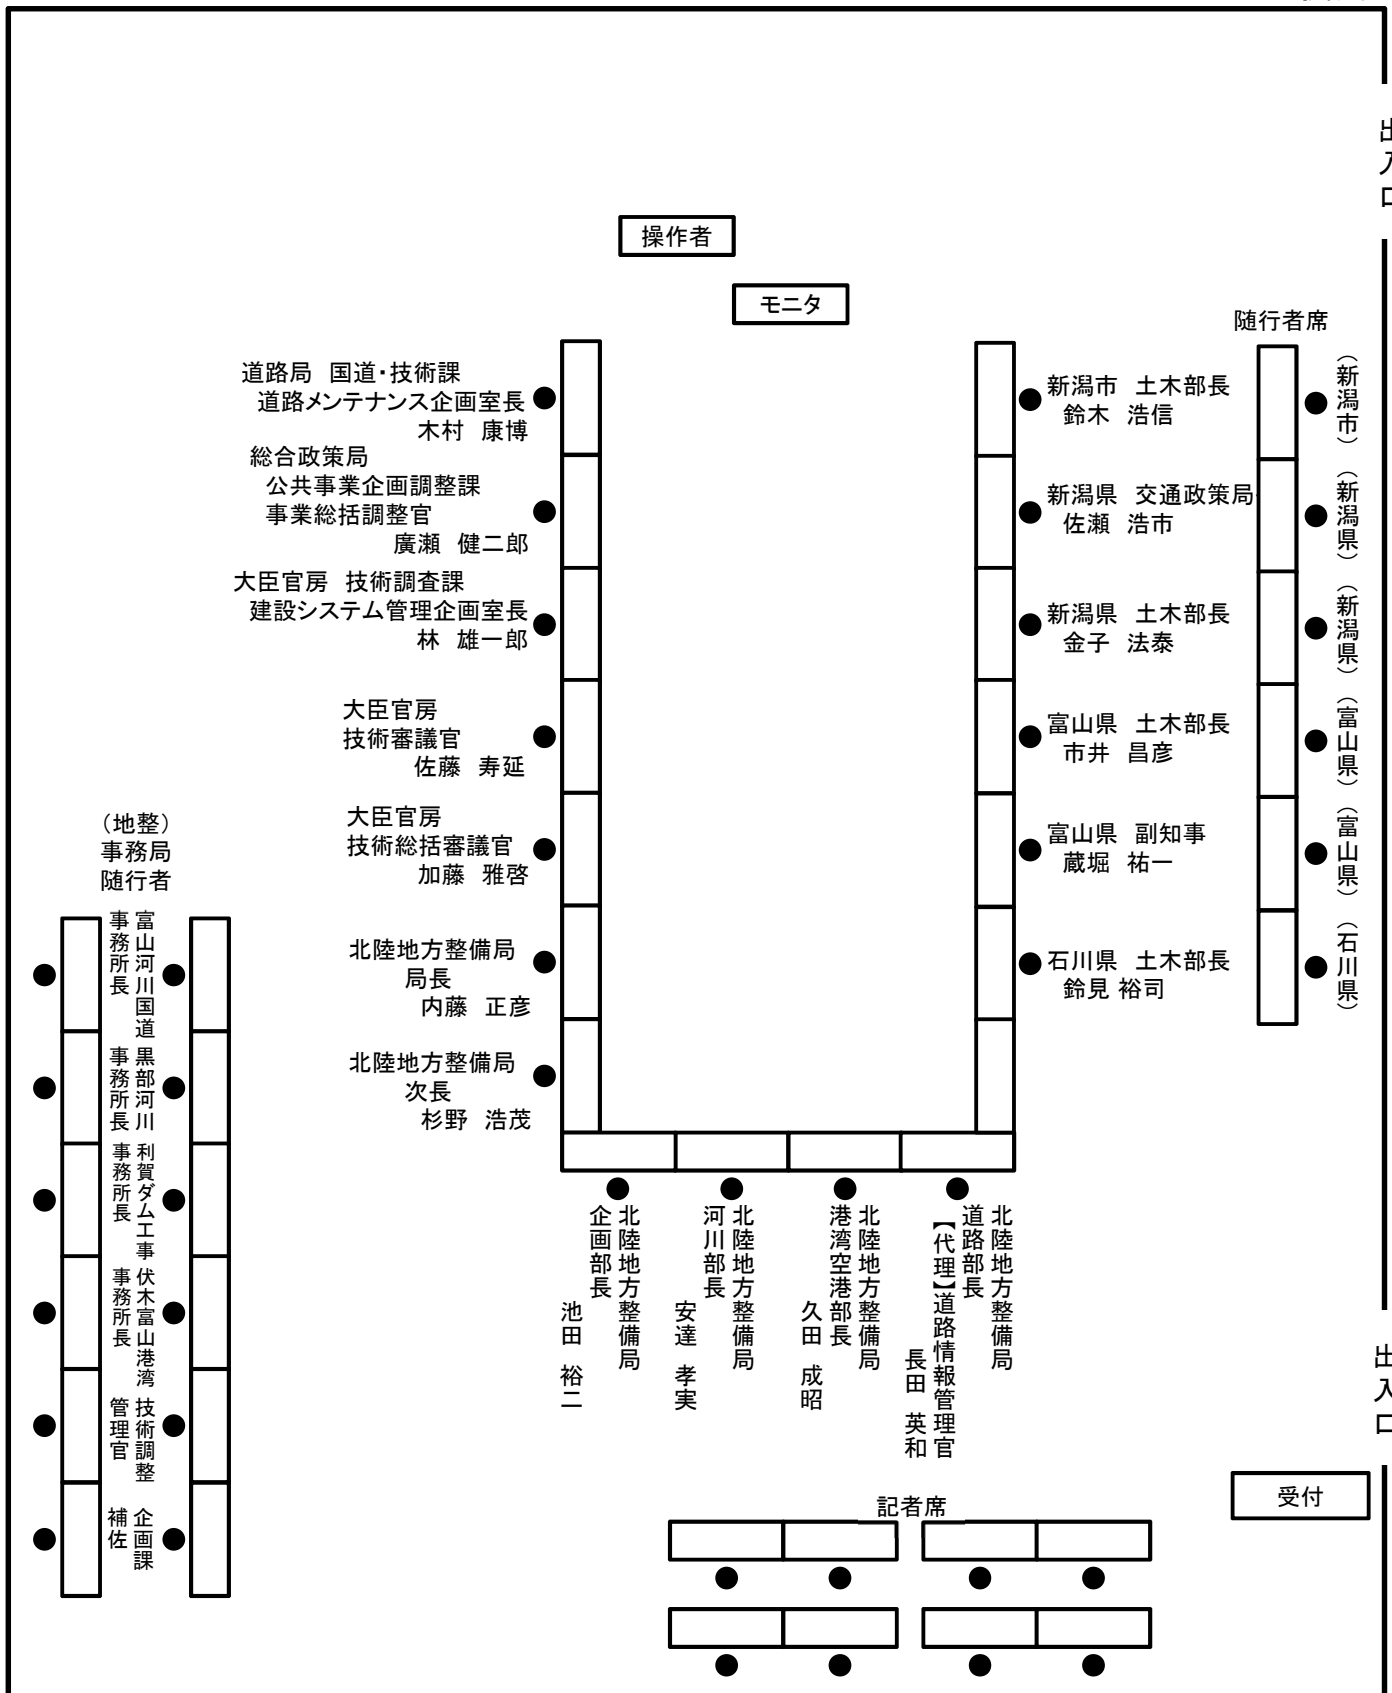 出入口
操作者
モニタ
随行者席
道路局 国道・技術課
道路メンテナンス企画室長
木村 康博
総合政策局
公共事業企画調整課
事業総括調整官
廣瀬 健二郎
大臣官房 技術調査課
建設システム管理企画室長
林 雄一郎
大臣官房
技術審議官
佐藤 寿延
大臣官房
技術総括審議官
加藤 雅啓
北陸地方整備局
局長
内藤 正彦
北陸地方整備局
次長
杉野 浩茂
新潟市 土木部長
鈴木 浩信
新潟県 交通政策局
佐瀬 浩市
新潟県 土木部長
金子 法泰
富山県 土木部長
市井 昌彦
富山県 副知事
蔵堀 祐一
石川県 土木部長
鈴見 裕司
（新潟市）
（新潟県）
（新潟県）
（富山県）
（富山県）
（石川県）
（地整）
事務局
随行者
富山河川国道
事務所長
黒部河川
事務所長
利賀ダム工事
事務所長
伏木富山港湾
事務所長
技術調整
管理官
企画課
補佐
北陸地方整備局
企画部長
池田 裕二
北陸地方整備局
河川部長
安達 孝実
北陸地方整備局
港湾空港部長
久田 成昭
北陸地方整備局
道路部長
【代理】道路情報管理官
長田 英和
出入口
受付
記者席